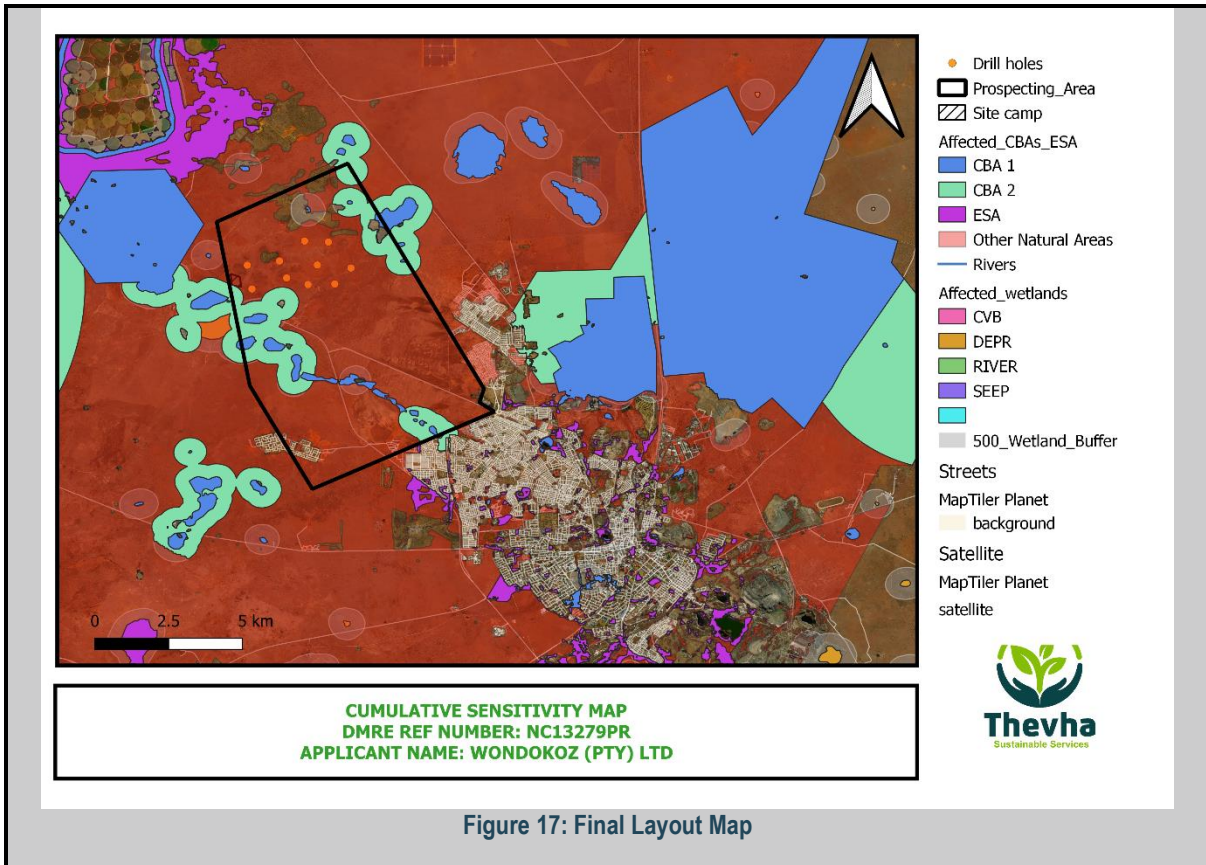 Drill holes
Prospecting_Area
Site camp
Affected_CBAs_ESA
CBA 1
CBA 2
ESA
Other Natural Areas
Rivers
Affected_wetlands
CVB
DEPR
RIVER
SEEP
500_Wetland_Buffer
Streets
MapTiler Planet
background
Satellite
MapTiler Planet
satellite
0 2.5 5 km
CUMULATIVE SENSITIVITY MAP
DMRE REF NUMBER: NC13279PR
APPLICANT NAME: WONDOKOZ (PTY) LTD
Thevha
Sustainable Services
Figure 17: Final Layout Map